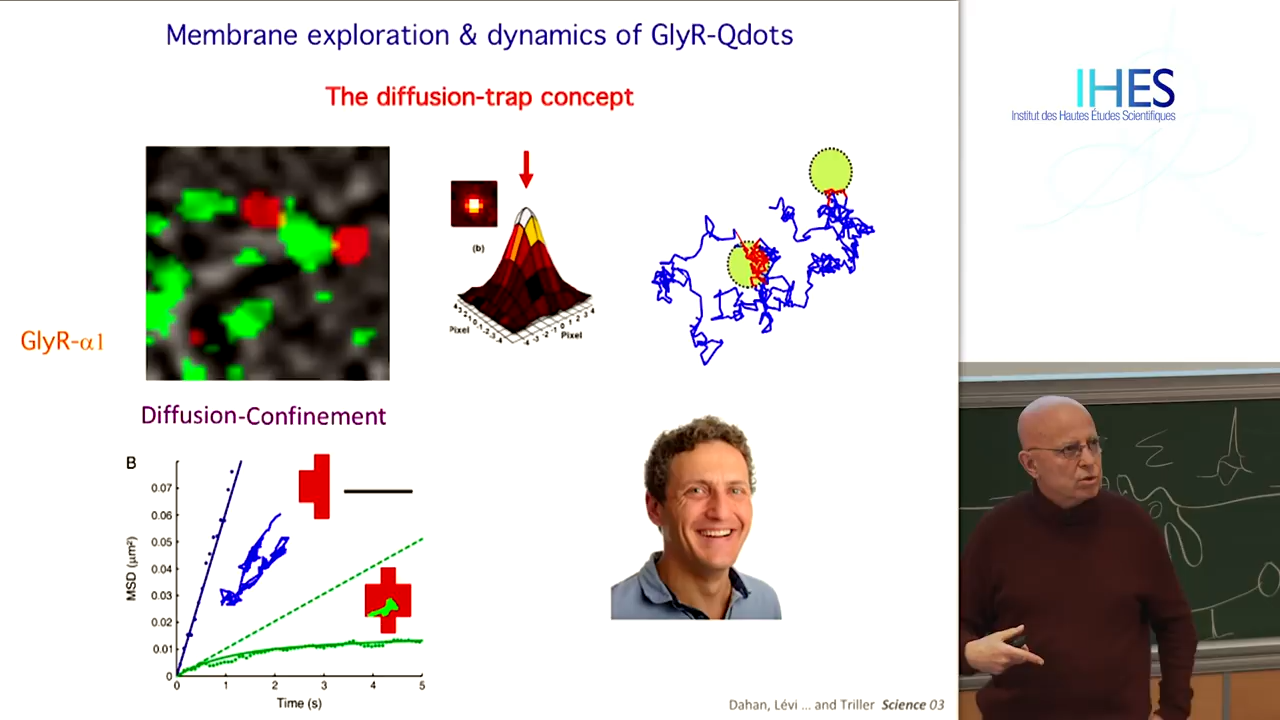 Membrane exploration & dynamics of GlyR-Qdots
The diffusion-trap concept
IHES
Institut des Hautes Études Scientifiques
(b)
Pixel
Pixel
GlyR-α1
Diffusion-Confinement
B
MSD (μm²)
0.07
0.06
0.05
0.04
0.03
0.02
0.01
0
0 1 2 3 4 5
Time (s)
Dahan, Lévi ... and Triller Science 03